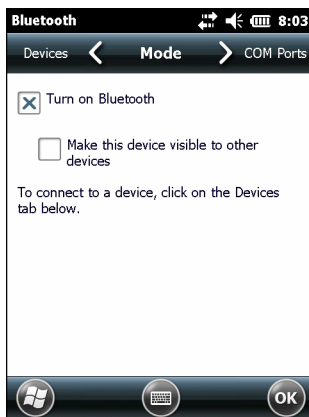 Bluetooth 8:03
Devices Mode COM Ports
Turn on Bluetooth
Make this device visible to other
devices
To connect to a device, click on the Devices
tab below.
OK